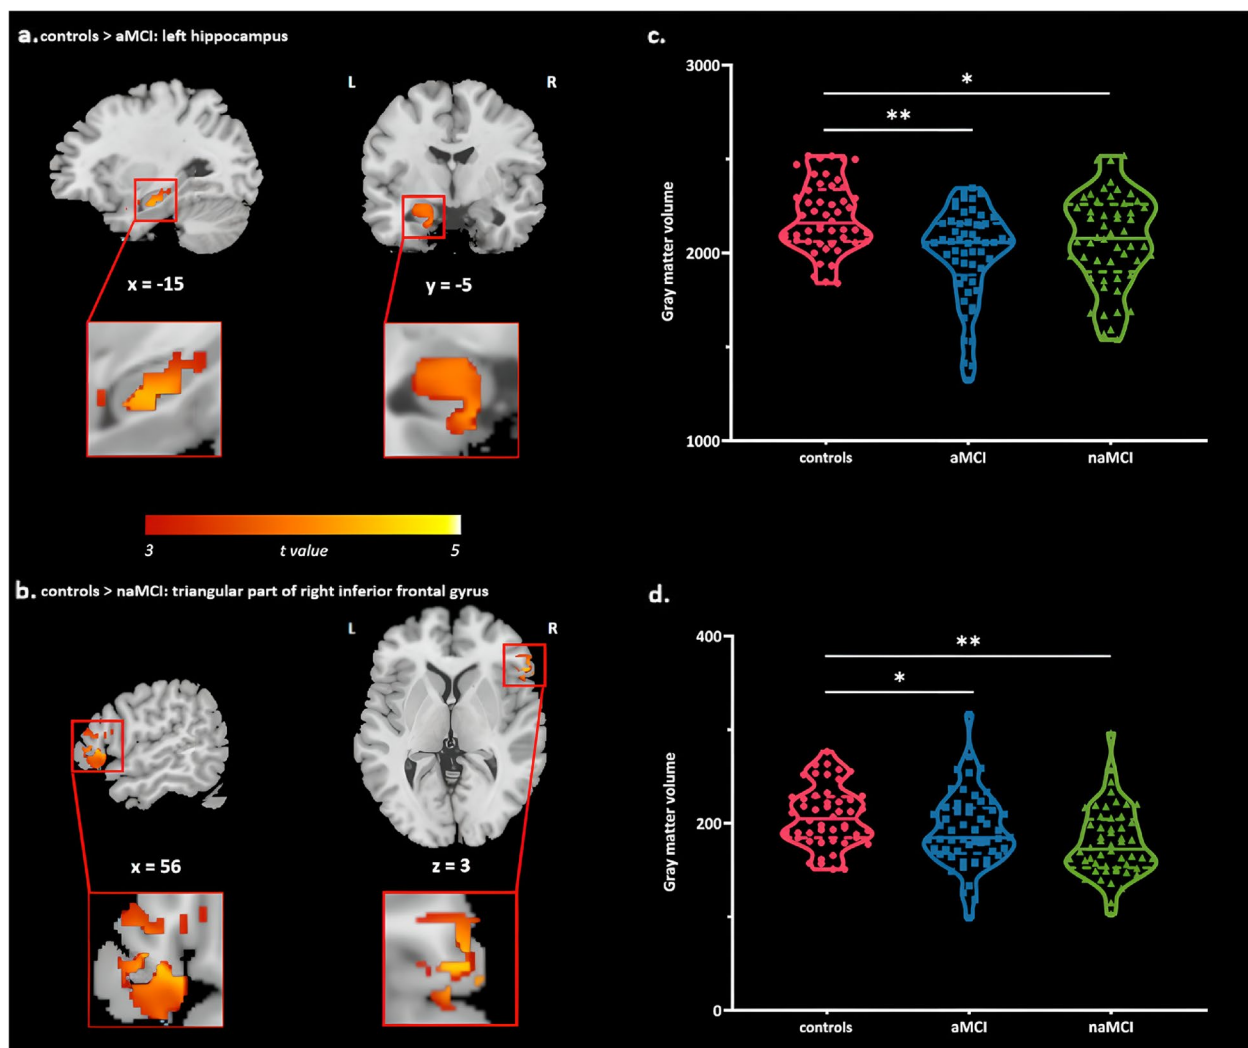 a. controls > aMCI: left hippocampus
L
R
x = -15
y = -5
3
t value
5
b. controls > naMCI: triangular part of right inferior frontal gyrus
L
R
x = 56
z = 3
c.
Gray matter volume
3000
2000
1000
*
**
controls
aMCI
naMCI
d.
Gray matter volume
400
200
0
**
*
controls
aMCI
naMCI